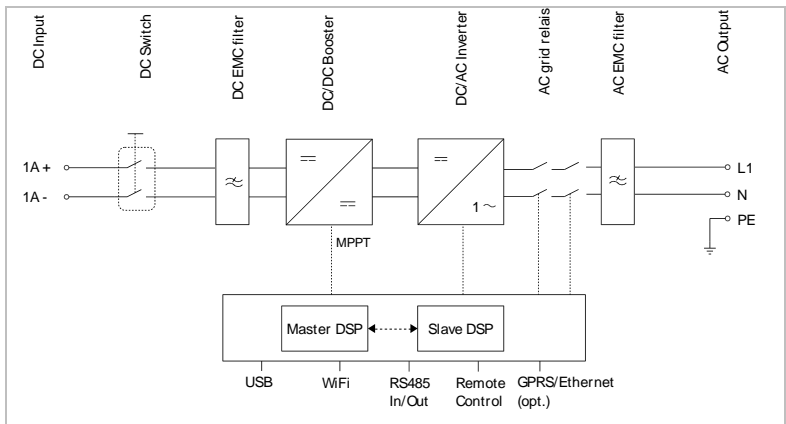 DC Input
DC Switch
DC EMC filter
DC/DC Booster
DC/AC Inverter
AC grid relais
AC EMC filter
AC Output
1A +
1A -
1
L1
N
PE
MPPT
Master DSP
Slave DSP
USB
WiFi
RS485
In/Out
Remote
Control
GPRS/Ethernet
(opt.)